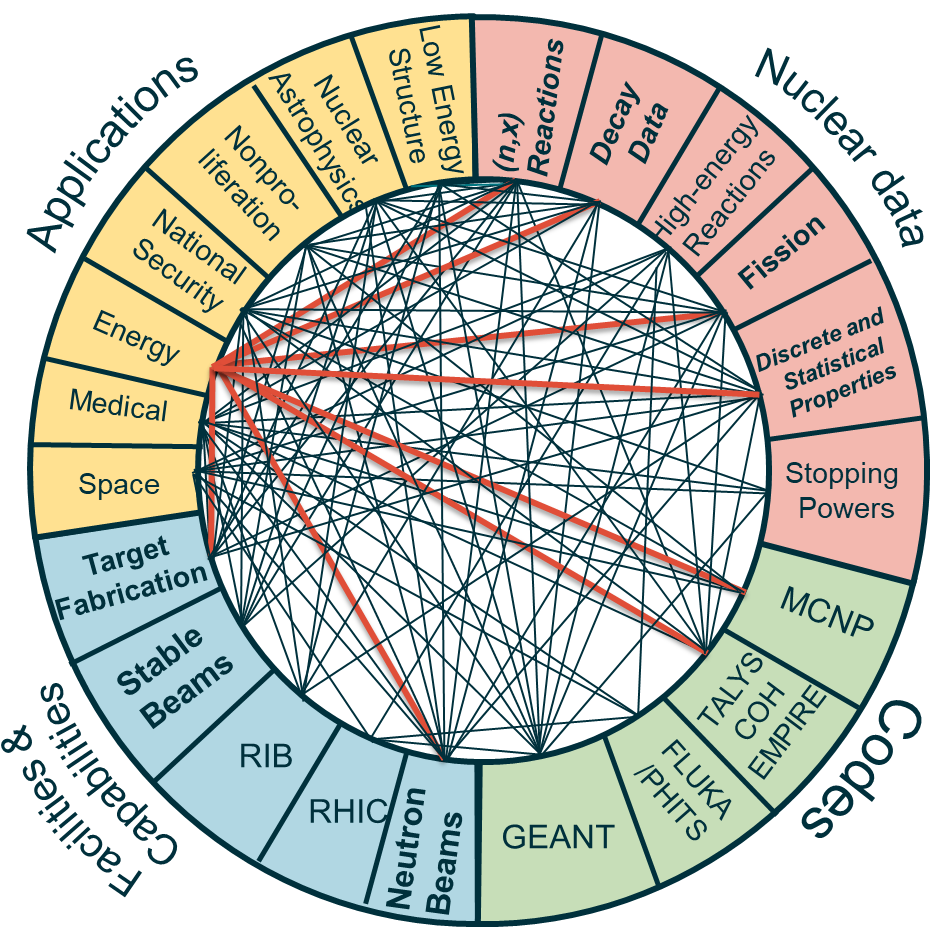 Applications
Low Energy
Structure
Nuclear
Astrophysics
Nonpro-
liferation
National
Security
Energy
Medical
Space
Nuclear data
(n,x)
Reactions
Decay
Data
High-energy
Reactions
Fission
Discrete and
Statistical
Properties
Stopping
Powers
Codes
MCNP
TALYS
COH
EMPIRE
FLUKA
/PHITS
GEANT
Facilities &
Capabilities
Target
Fabrication
Stable
Beams
RIB
RHIC
Neutron
Beams